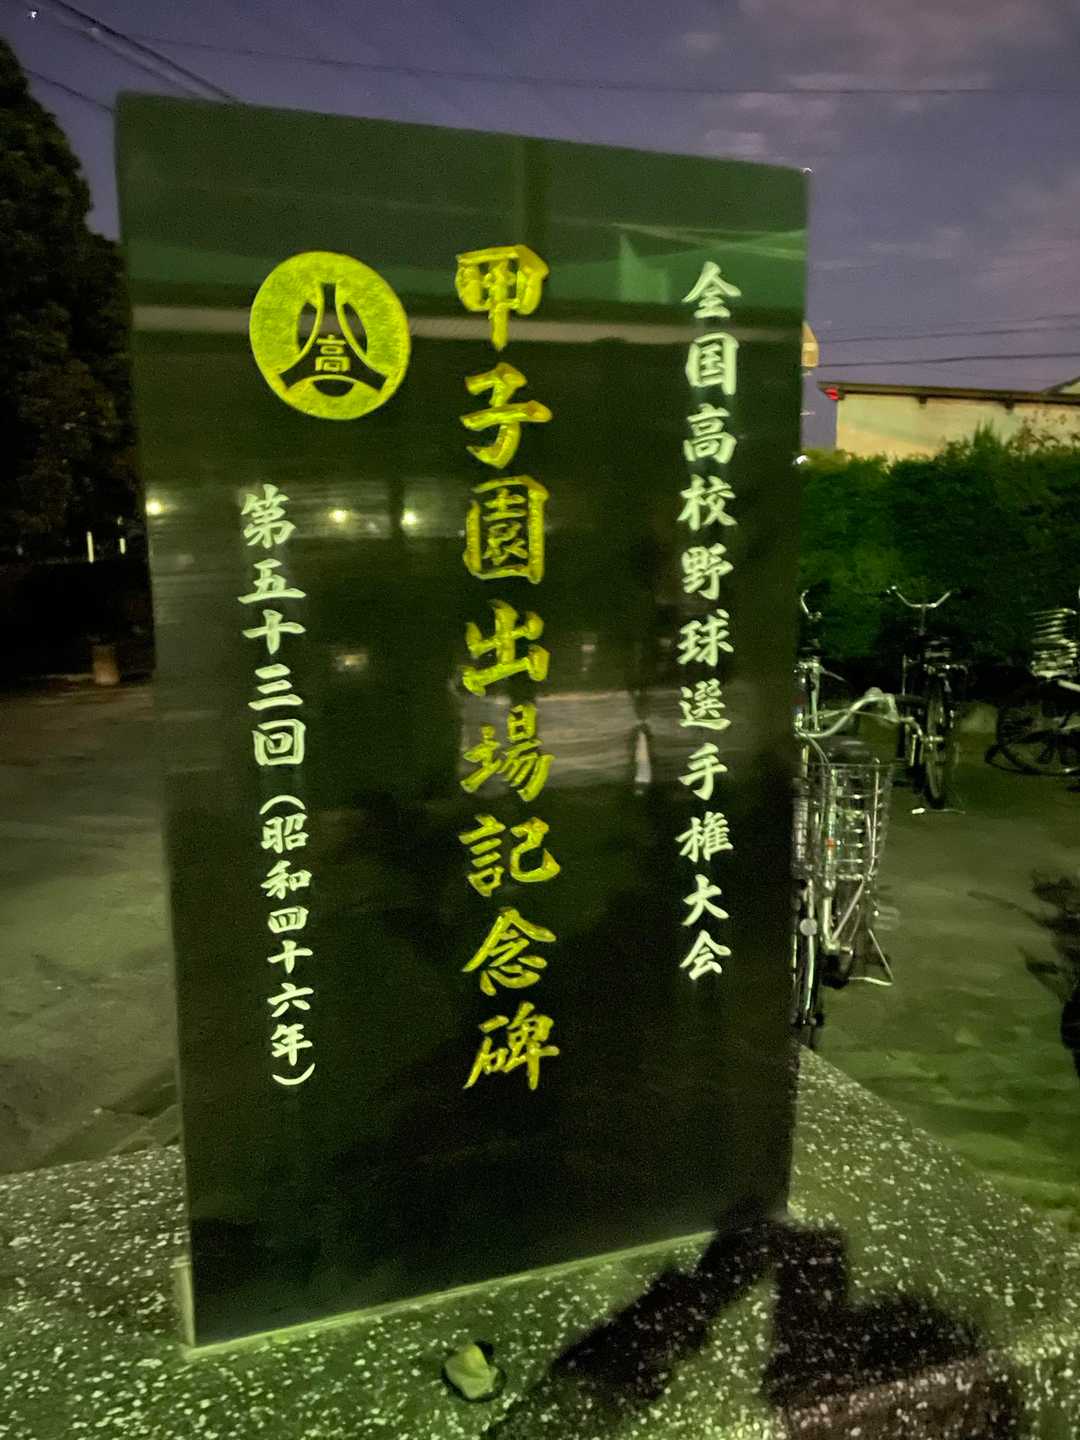 全国高校野球選手権大会
甲子園出場記念碑
高
第五十三回(昭和四十六年)